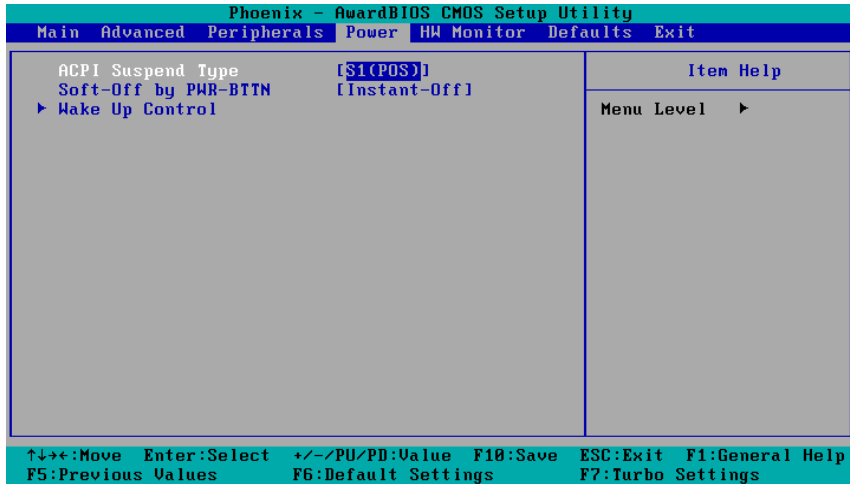 Phoenix - AwardBIOS CMOS Setup Utility
Main Advanced Peripherals Power HW Monitor Defaults Exit
ACPI Suspend Type [S1(POS)]
Soft-Off by PWR-BTTN [Instant-Off]
▶ Wake Up Control
Item Help
Menu Level ▶
↑↓→←:Move Enter:Select +/-/PU/PD:Value F10:Save ESC:Exit F1:General Help
F5:Previous Values F6:Default Settings F7:Turbo Settings